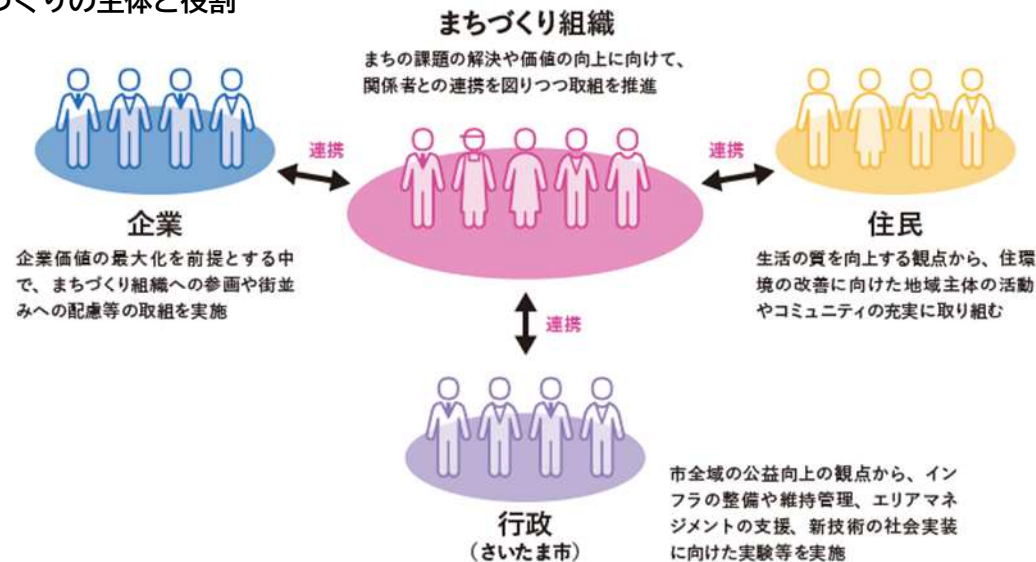 づくりの主体と役割
まちづくり組織
まちの課題の解決や価値の向上に向けて、
関係者との連携を図りつつ取組を推進
連携
連携
企業
企業価値の最大化を前提とする中
で、まちづくり組織への参画や街並
みへの配慮等の取組を実施
住民
生活の質を向上する観点から、住環
境の改善に向けた地域主体の活動
やコミュニティの充実に取り組む
連携
行政
（さいたま市）
市全域の公益向上の観点から、イン
フラの整備や維持管理、エリアマネ
ジメントの支援、新技術の社会実装
に向けた実験等を実施